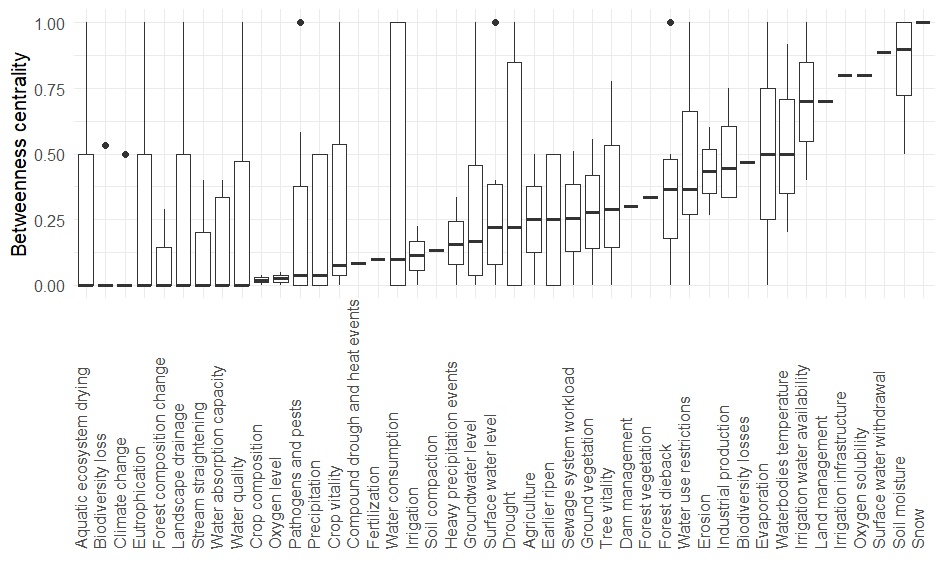 Betweenness centrality
1.00
0.75
0.50
0.25
0.00
Aquatic ecosystem drying
Biodiversity loss
Climate change
Eutrophication
Forest composition change
Landscape drainage
Stream straightening
Water absorption capacity
Water quality
Crop composition
Oxygen level
Pathogens and pests
Precipitation
Crop vitality
Compound drough and heat events
Fertilization
Water consumption
Irrigation
Soil compaction
Heavy precipitation events
Groundwater level
Surface water level
Drought
Agriculture
Earlier ripen
Sewage system workload
Ground vegetation
Tree vitality
Dam management
Forest vegetation
Forest dieback
Water use restrictions
Erosion
Industrial production
Biodiversity losses
Evaporation
Waterbodies temperature
Irrigation water availability
Land management
Irrigation infrastructure
Oxygen solubility
Surface water withdrawal
Soil moisture
Snow